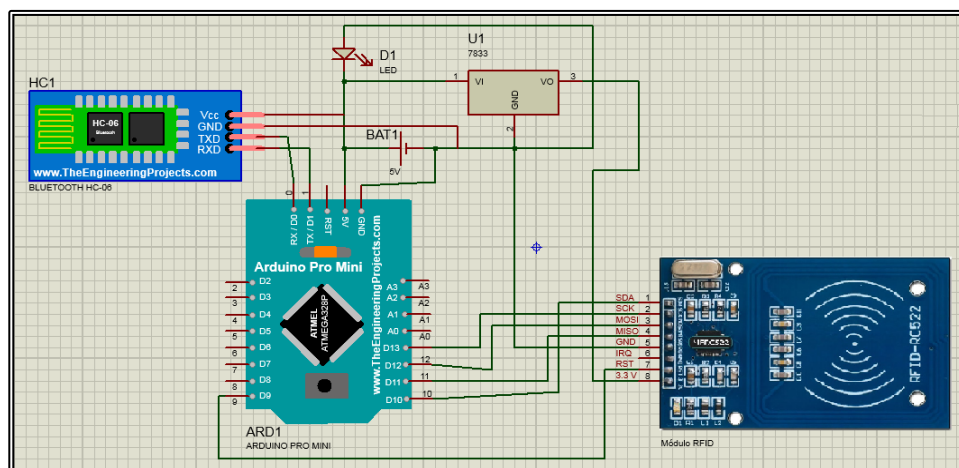 HC1
HC-06
Bluetooth
Vcc
GND
TXD
RXD
www.TheEngineeringProjects.com
BLUETOOTH HC-06
D1
LED
U1
7833
1
VI
VO
3
GND
2
BAT1
5V
0
1
RX / D0
TX / D1
RST
5V
GND
Arduino Pro Mini
www.TheEngineeringProjects.com
ATMEL
ATMEGA328P
2
D2
3
D3
4
D4
5
D5
6
D6
7
D7
8
D8
9
D9
A3
A3
A2
A2
A1
A1
A0
A0
D13
D12
12
D11
11
D10
10
ARD1
ARDUINO PRO MINI
SDA
1
SCK
2
MOSI
3
MISO
4
GND
5
IRQ
6
RST
7
3.3 V
8
RFID-RC522
Módulo RFID